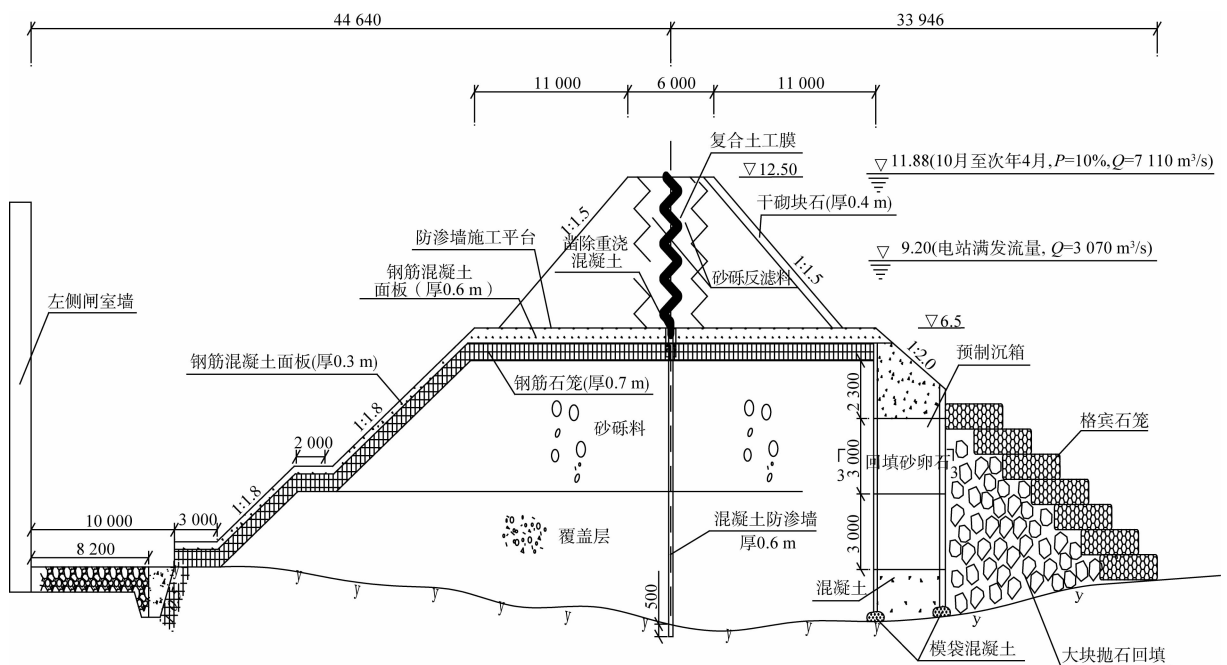 44 640
33 946
11 000
6 000
11 000
复合土工膜
▽12.50
▽11.88(10月至次年4月,P=10%,Q=7 110 m³/s)
干砌块石(厚0.4 m)
1:1.5
防渗墙施工平台
凿除重浇
混凝土
1:1.5
▽9.20(电站满发流量, Q=3 070 m³/s)
钢筋混凝土
面板（厚0.6 m）
砂砾反滤料
左侧闸室墙
▽6.5
1:2.0
预制沉箱
钢筋混凝土面板(厚0.3 m)
钢筋石笼(厚0.7 m)
2 300
1:1.8
砂砾料
格宾石笼
2 000
3 000
回填砂卵石
3
3
1:1.8
10 000
3 000
8 200
覆盖层
混凝土防渗墙
厚0.6 m
3 000
混凝土
500
y
y
y
y
y
y
y
y
y
y
y
模袋混凝土
大块抛石回填